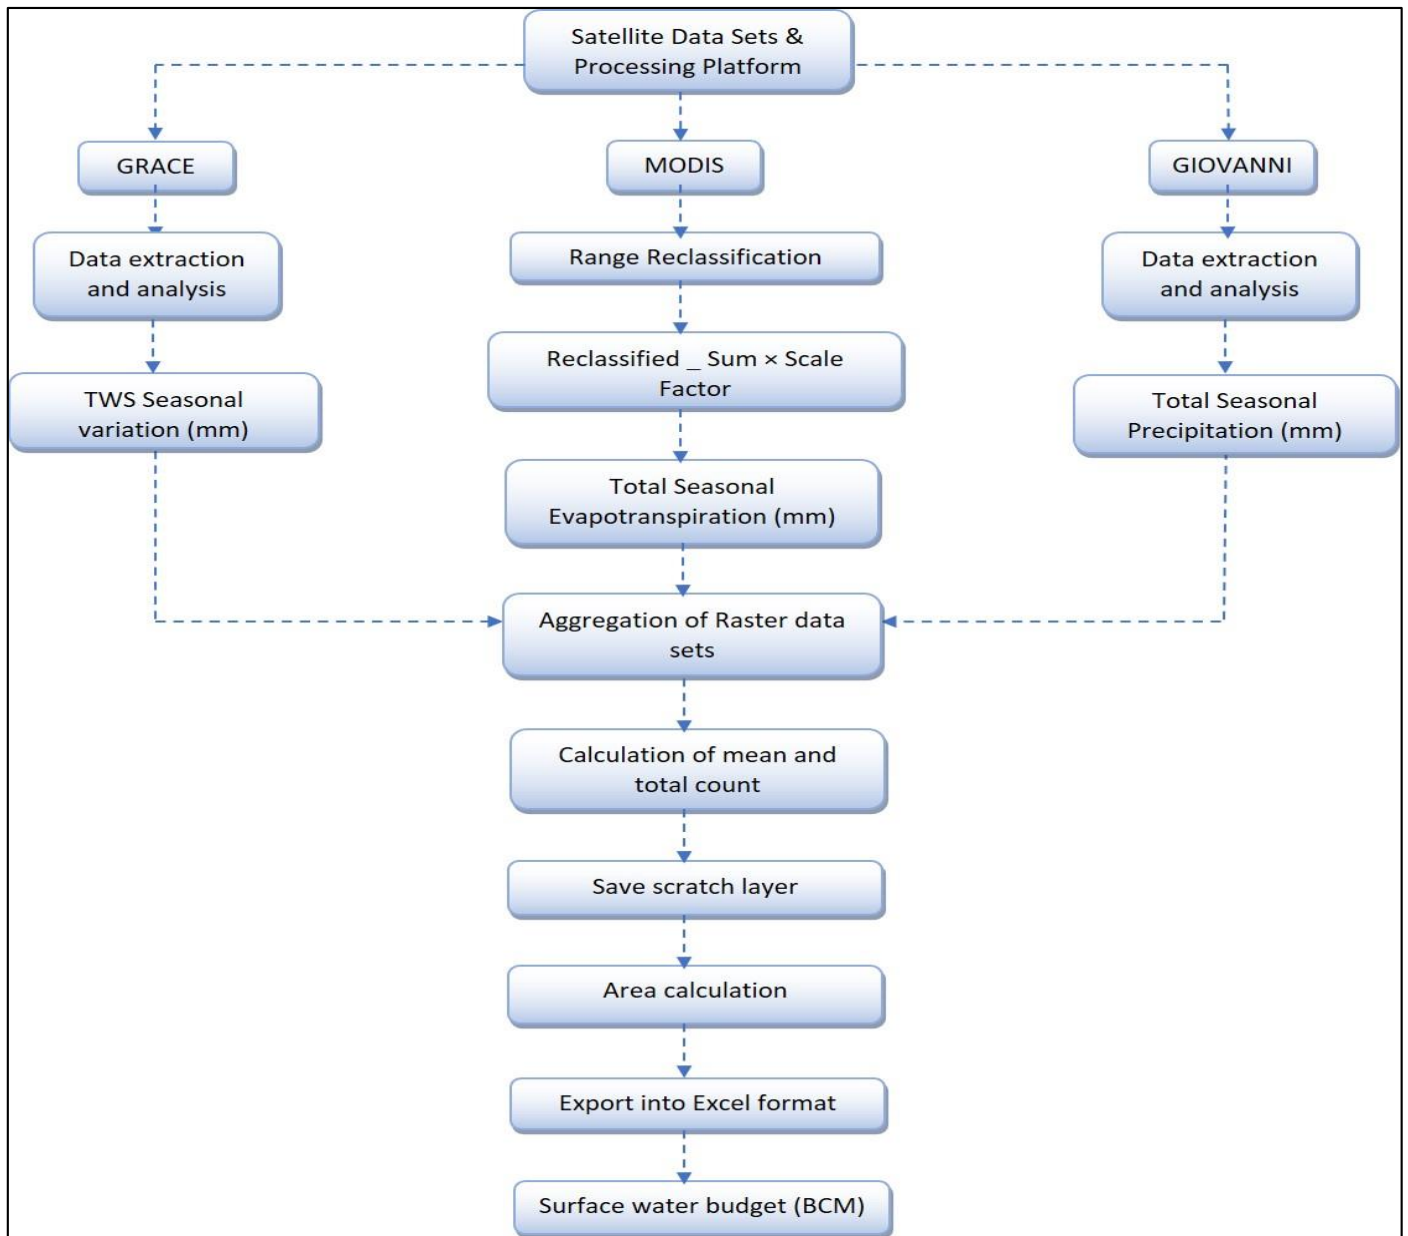 Satellite Data Sets &
Processing Platform
GRACE
MODIS
GIOVANNI
Data extraction
and analysis
Range Reclassification
Data extraction
and analysis
Reclassified _ Sum × Scale
Factor
TWS Seasonal
variation (mm)
Total Seasonal
Precipitation (mm)
Total Seasonal
Evapotranspiration (mm)
Aggregation of Raster data
sets
Calculation of mean and
total count
Save scratch layer
Area calculation
Export into Excel format
Surface water budget (BCM)